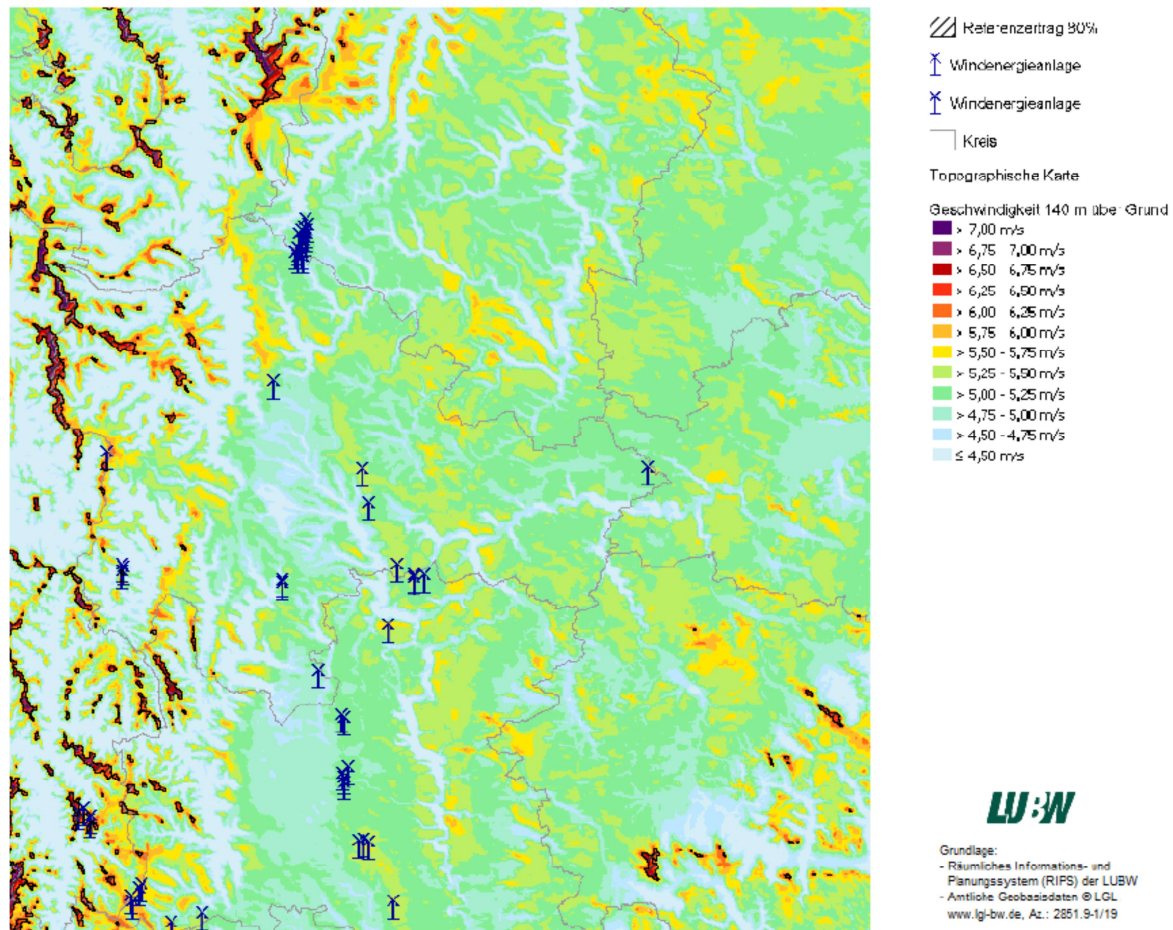 Referenzertrag 80%
Windenergieanlage
Windenergieanlage
Kreis
Topographische Karte
Geschwindigkeit 140 m über Grund
> 7,00 m/s
> 6,75 7,00 m/s
> 6,50 6,75 m/s
> 6,25 6,50 m/s
> 6,00 6,25 m/s
> 5,75 6,00 m/s
> 5,50 - 5,75 m/s
> 5,25 - 5,50 m/s
> 5,00 - 5,25 m/s
> 4,75 - 5,00 m/s
> 4,50 - 4,75 m/s
≤ 4,50 m/s
LUBW
Grundlage:
- Räumliches Informations- und
Planungssystem (RIPS) der LUBW
- Amtliche Geobasisdaten © LGL
www.lgl-bw.de, Az.: 2851.9-1/19